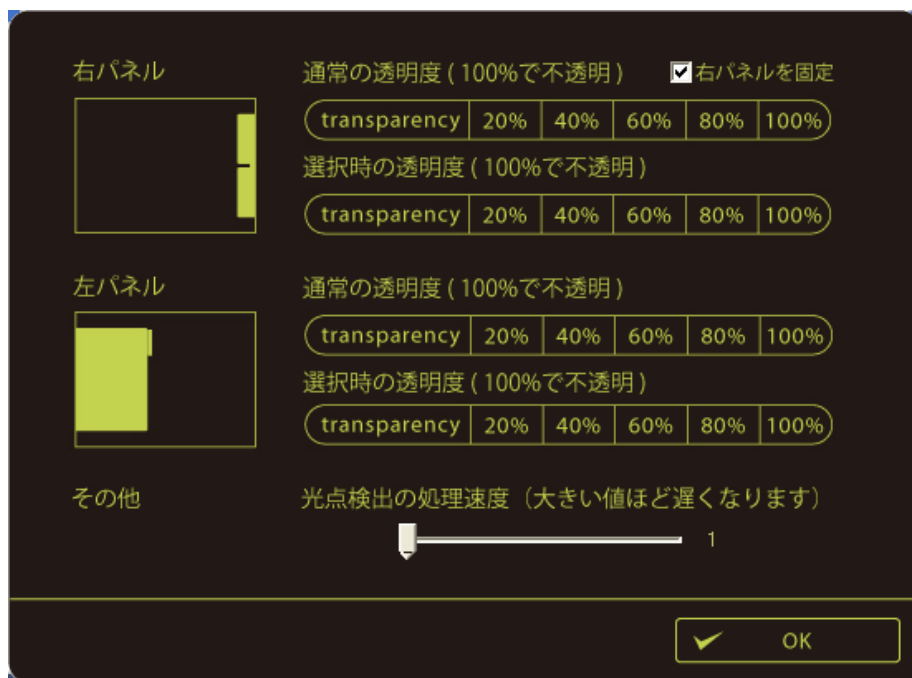 右パネル
通常の透明度 ( 100%で不透明 )
右パネルを固定
transparency 20% 40% 60% 80% 100%
選択時の透明度 ( 100%で不透明 )
transparency 20% 40% 60% 80% 100%
左パネル
通常の透明度 ( 100%で不透明 )
transparency 20% 40% 60% 80% 100%
選択時の透明度 ( 100%で不透明 )
transparency 20% 40% 60% 80% 100%
その他
光点検出の処理速度（大きい値ほど遅くなります）
1
OK